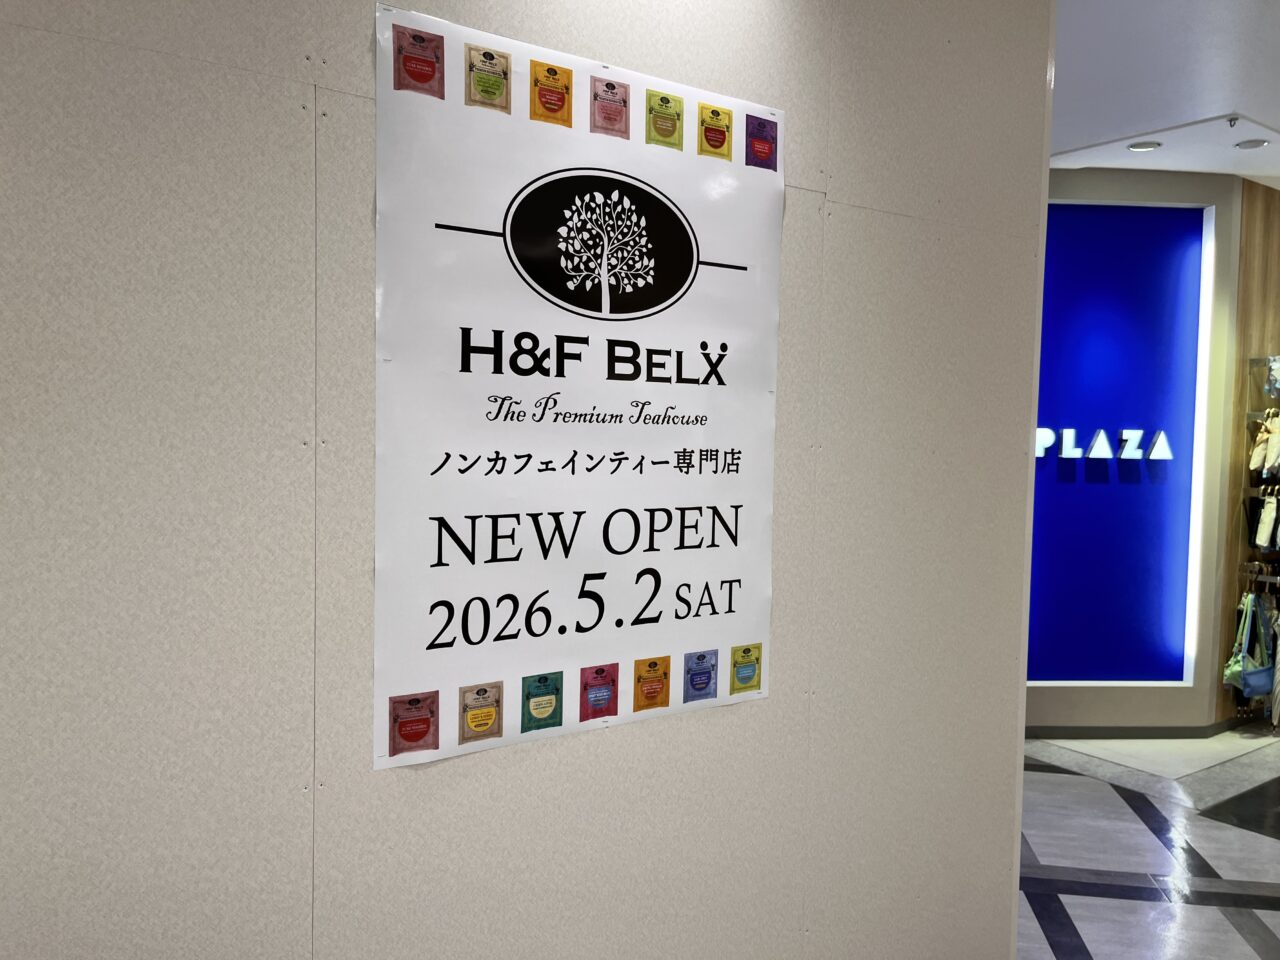 H&F BELX
The Premium Teahouse
ノンカフェインティー専門店
NEW OPEN
2026.5.2 SAT
PLAZA